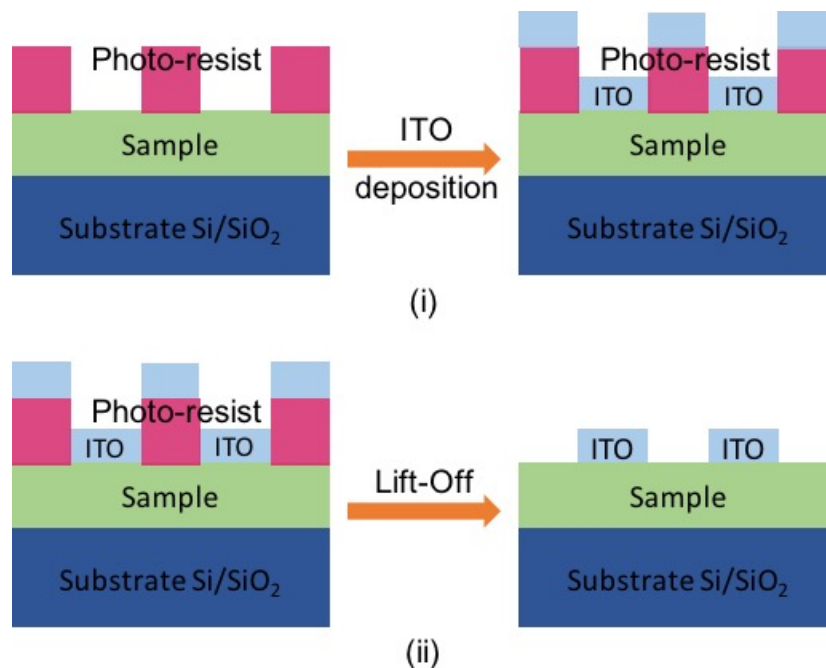 Photo-resist
Sample
Substrate Si/SiO₂
ITO
deposition
Photo-resist
ITO ITO
Sample
Substrate Si/SiO₂
(i)
Photo-resist
ITO ITO
Sample
Substrate Si/SiO₂
Lift-Off
ITO ITO
Sample
Substrate Si/SiO₂
(ii)